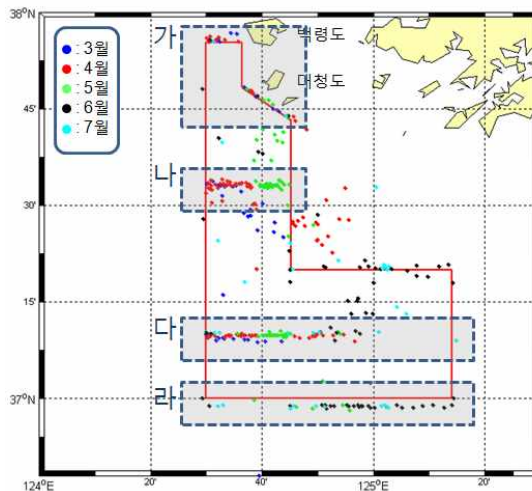 38°N
45'
30'
15'
37°N
124°E
20'
40'
125°E
20'
: 3월
: 4월
: 5월
: 6월
: 7월
가
나
다
라
백령도
대청도